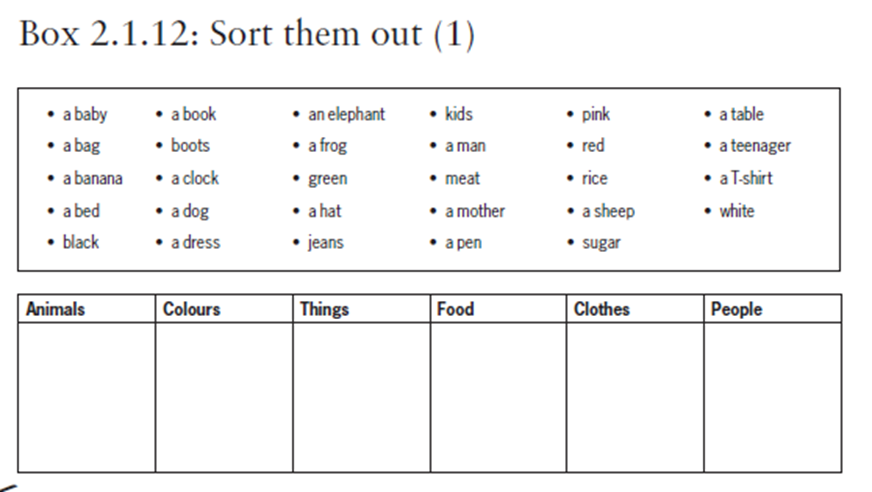 Box 2.1.12: Sort them out (1)
• a baby • a book • an elephant • kids • pink • a table
• a bag • boots • a frog • a man • red • a teenager
• a banana • a clock • green • meat • rice • a T-shirt
• a bed • a dog • a hat • a mother • a sheep • white
• black • a dress • jeans • a pen • sugar
Animals Colours Things Food Clothes People